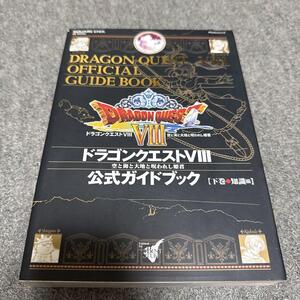 SQUARE ENIX
DRAGON QUEST VIII
OFFICIAL
GUIDE BOOK
DRAGON QUEST
VIII
ドラゴンクエストVIII 空と海と大地と呪われし姫君
ドラゴンクエストVIII
空と海と大地と呪われし姫君
公式ガイドブック [下巻●知識編]